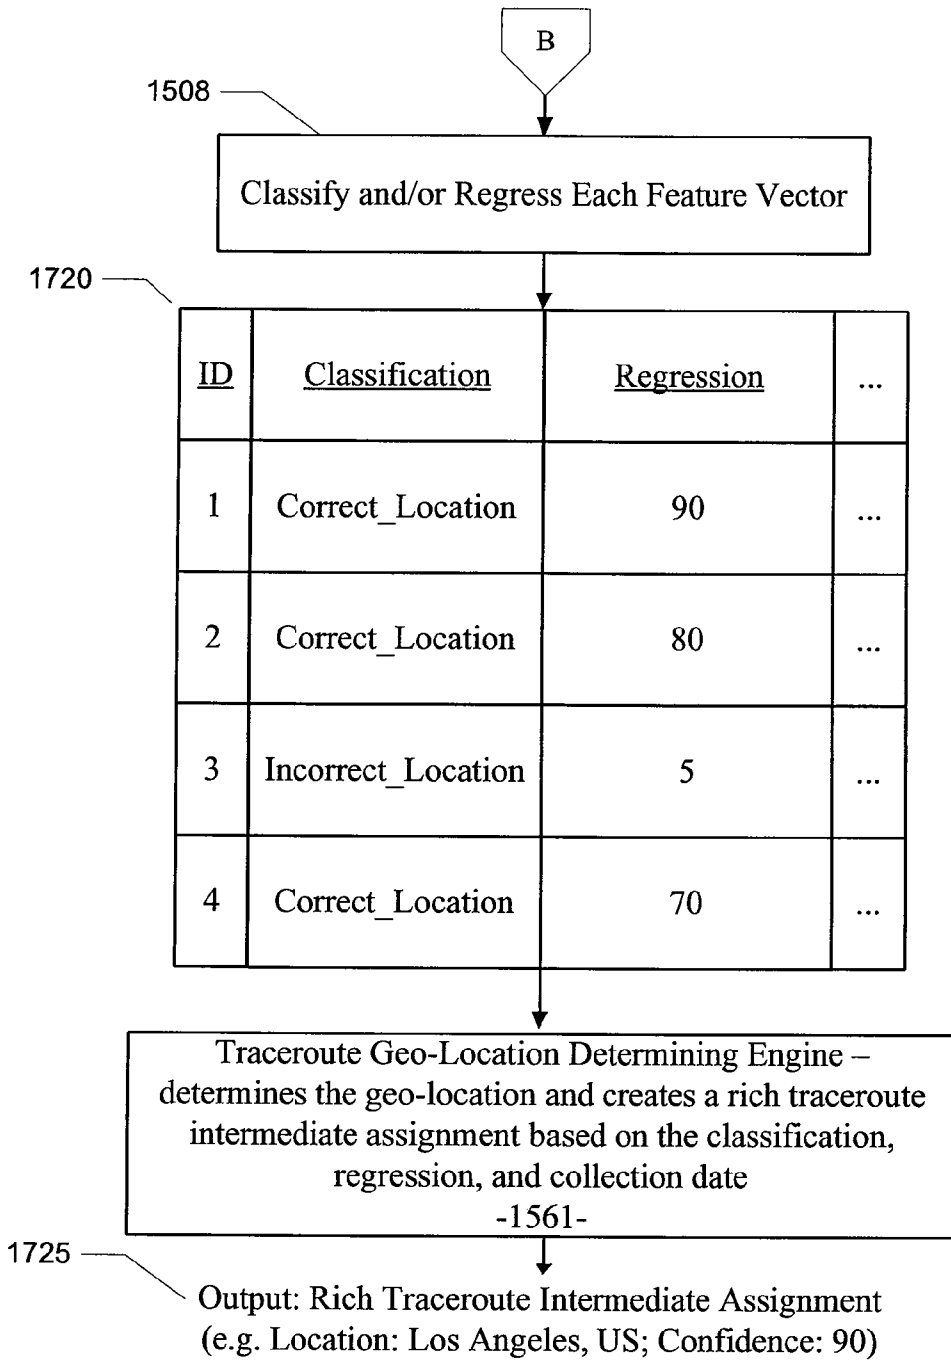 B
1508
Classify and/or Regress Each Feature Vector
1720
ID Classification Regression ...
1 Correct_Location 90 ...
2 Correct_Location 80 ...
3 Incorrect_Location 5 ...
4 Correct_Location 70 ...
Traceroute Geo-Location Determining Engine –
determines the geo-location and creates a rich traceroute
intermediate assignment based on the classification,
regression, and collection date
-1561-
1725
Output: Rich Traceroute Intermediate Assignment
(e.g. Location: Los Angeles, US; Confidence: 90)